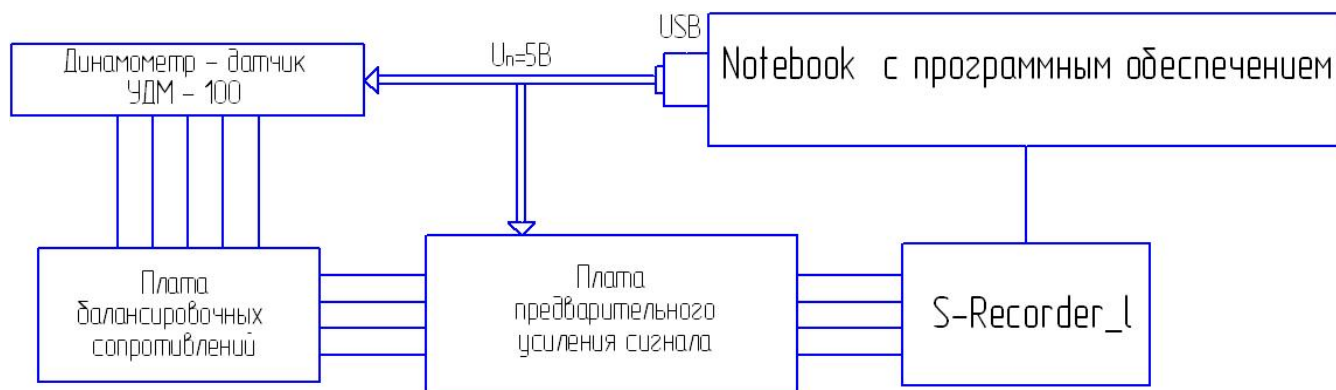 Динамометр - датчик
УДМ - 100
Uп=5В
USB
Notebook с программным обеспечением
Плата
балансировочных
сопротивлений
Плата
предварительного
усиления сигнала
S-Recorder_l